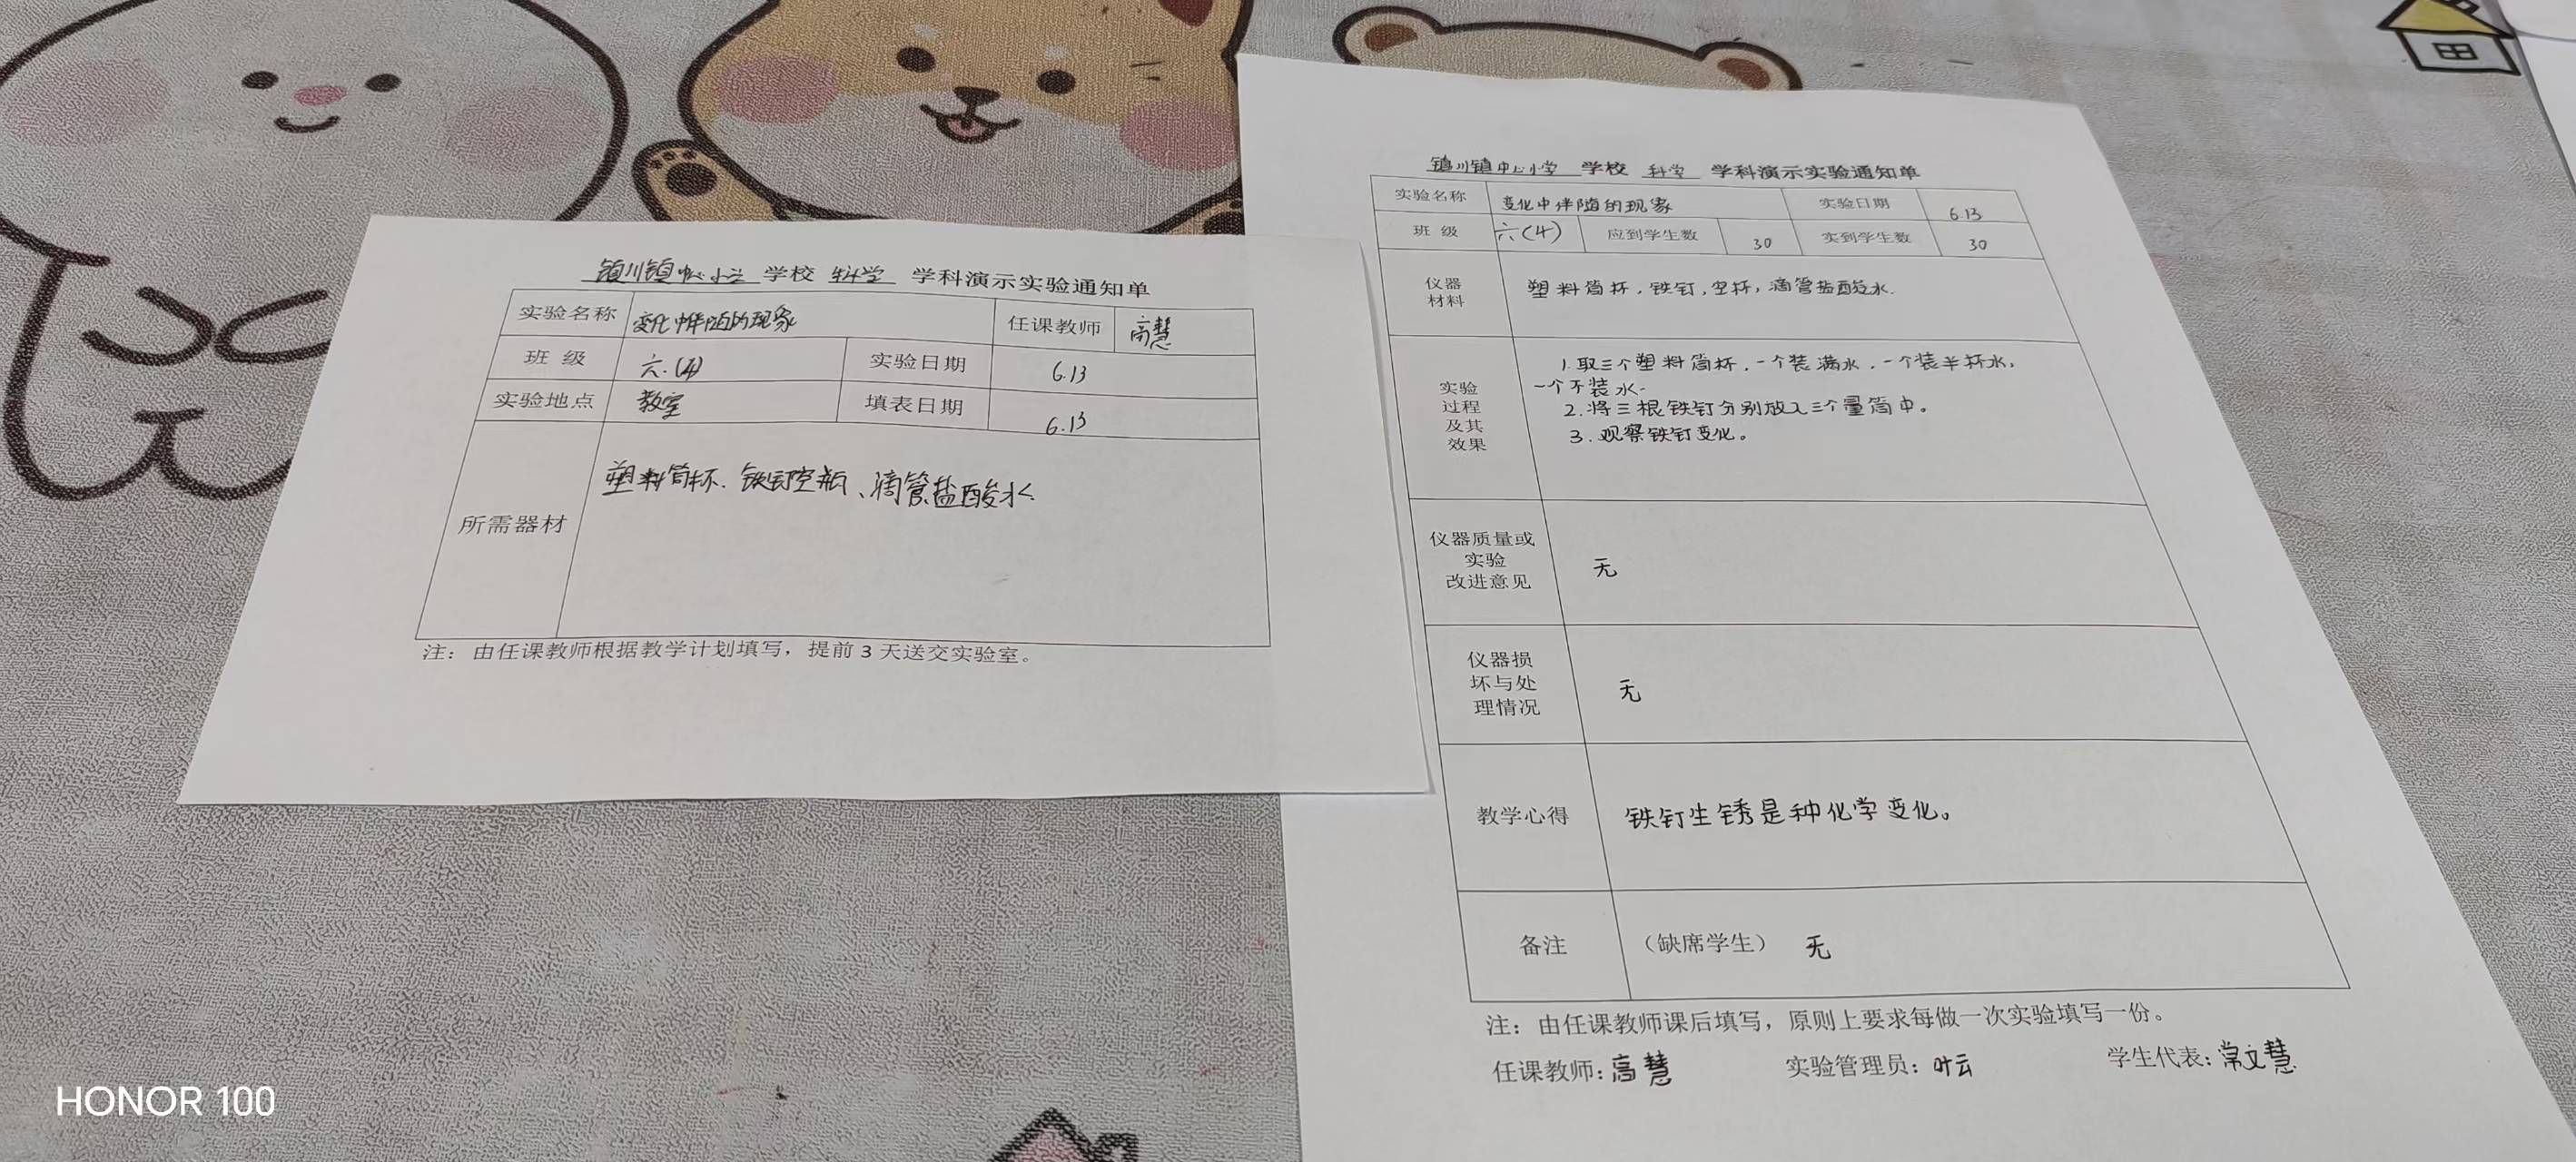 镇川镇中心小学 学校 科学 学科演示实验通知单
实验名称 变化中伴随的现象 任课教师 高慧
班 级 六.(4) 实验日期 6.13
实验地点 教室 填表日期 6.13
所需器材 塑料筒杯.铁钉空瓶、滴管盐酸水
注:由任课教师根据教学计划填写,提前 3 天送交实验室。
镇川镇中心小学 学校 科学 学科演示实验通知单
实验名称 变化中伴随的现象 实验日期 6.13
班 级 六(4) 应到学生数 30 实到学生数 30
仪器
材料
塑料筒杯,铁钉,空杯,滴管盐酸水.
实验
过程
及其
效果
1.取三个塑料筒杯,一个装满水,一个装半杯水,
一个不装水.
2.将三根铁钉分别放入三个量筒中。
3.观察铁钉变化。
仪器质量或
实验
改进意见
无
仪器损
坏与处
理情况
无
教学心得 铁钉生锈是种化学变化。
备注 (缺席学生) 无
注:由任课教师课后填写,原则上要求每做一次实验填写一份。
任课教师:高慧 实验管理员:叶云 学生代表:常文慧
HONOR 100